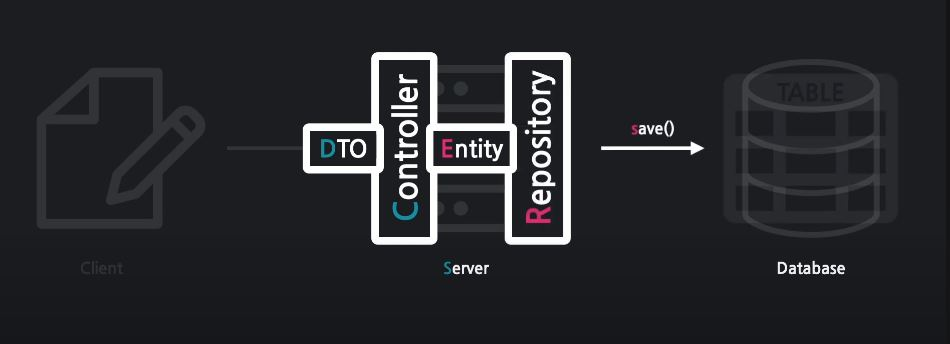 TABLE
Controller
Repository
DTO
Entity
save()
Client
Server
Database